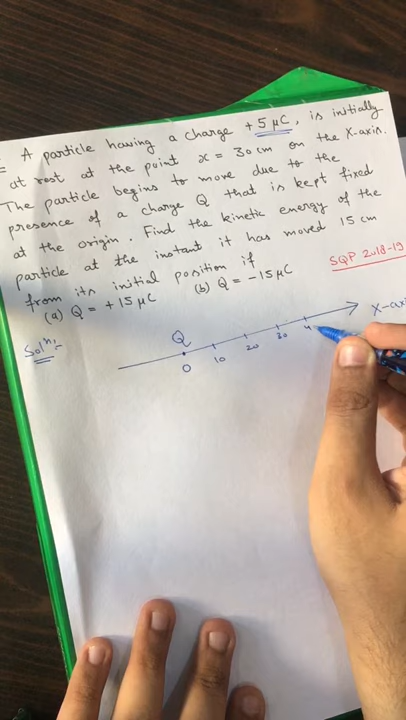 A particle having a charge +5 μC, is initially
at rest at the point x = 30 cm on the X-axis.
The particle begins to move due to the
presence of a charge Q that is kept fixed
at the origin. Find the kinetic energy of the
particle at the instant it has moved 15 cm
from its initial position if
SQP 2018-19
(a) Q = +15 μC (b) Q = -15 μC
Solⁿ:-
Q
X-axi
0 10 20 30 4